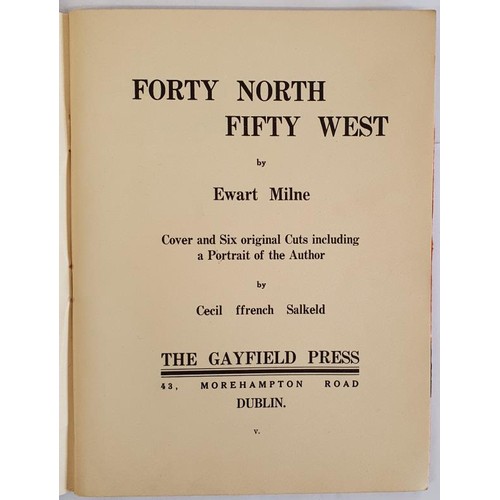 FORTY NORTH
FIFTY WEST
by
Ewart Milne
Cover and Six original Cuts including
a Portrait of the Author
by
Cecil ffrench Salkeld
THE GAYFIELD PRESS
43, MOREHAMPTON ROAD
DUBLIN.
v.